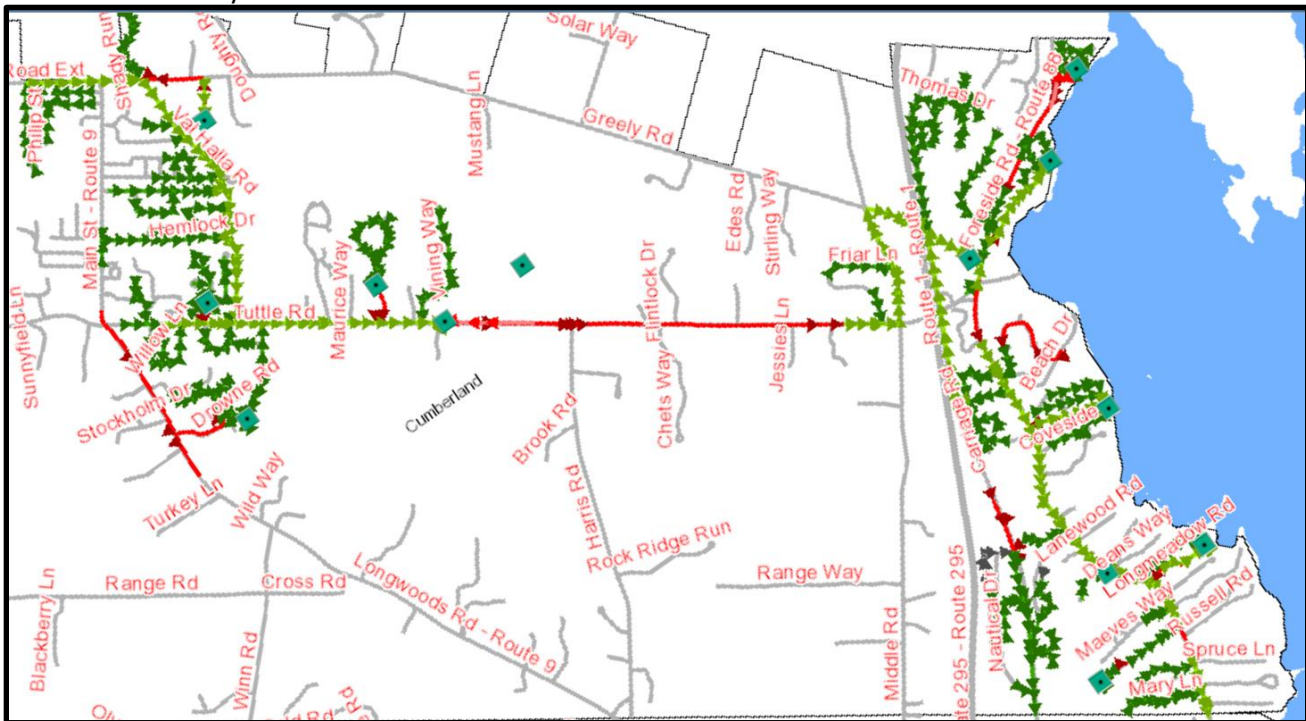 Solar Way
Road Ext
Shady Run
Doughty Rd
Philip St
Val Halla Rd
Mustang Ln
Greely Rd
Thomas Dr
Foreside Rd - Route 88
Main St - Route 9
Hemlock Dr
Edes Rd
Stirling Way
Route 1 - Route 1
Friar Ln
Sunnyfield Ln
Willow Ln
Tuttle Rd
Maurice Way
Vining Way
Flintlock Dr
Jessies Ln
Beach Dr
Stockholm Dr
Drowne Rd
Cumberland
Chets Way
Carriage Rd
Coveside
Brook Rd
Turkey Ln
Wild Way
Harris Rd
Lanewood Rd
Deans Way
Longmeadow Rd
Rock Ridge Run
Range Rd
Cross Rd
Longwoods Rd - Route 9
Range Way
Nautical Dr
Maeves Way
Russell Rd
Blackberry Ln
Winn Rd
Middle Rd
ate 295 - Route 295
Spruce Ln
Mary Ln